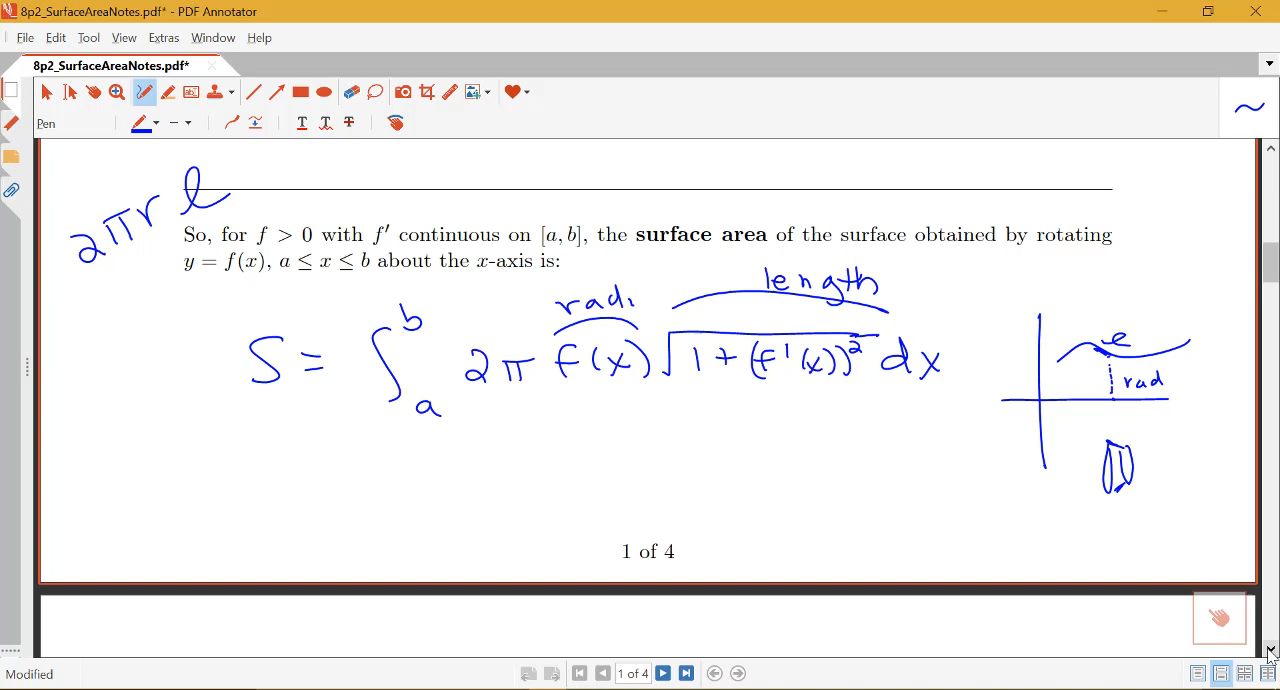 8p2_SurfaceAreaNotes.pdf* - PDF Annotator
File Edit Tool View Extras Window Help
8p2_SurfaceAreaNotes.pdf*
Pen
2πr l
So, for f > 0 with f′ continuous on [a, b], the surface area of the surface obtained by rotating
y = f(x), a ≤ x ≤ b about the x-axis is:
radi length
S = ∫_a^b 2π f(x) √(1 + (f'(x))²) dx
l
rad
1 of 4
Modified
1 of 4